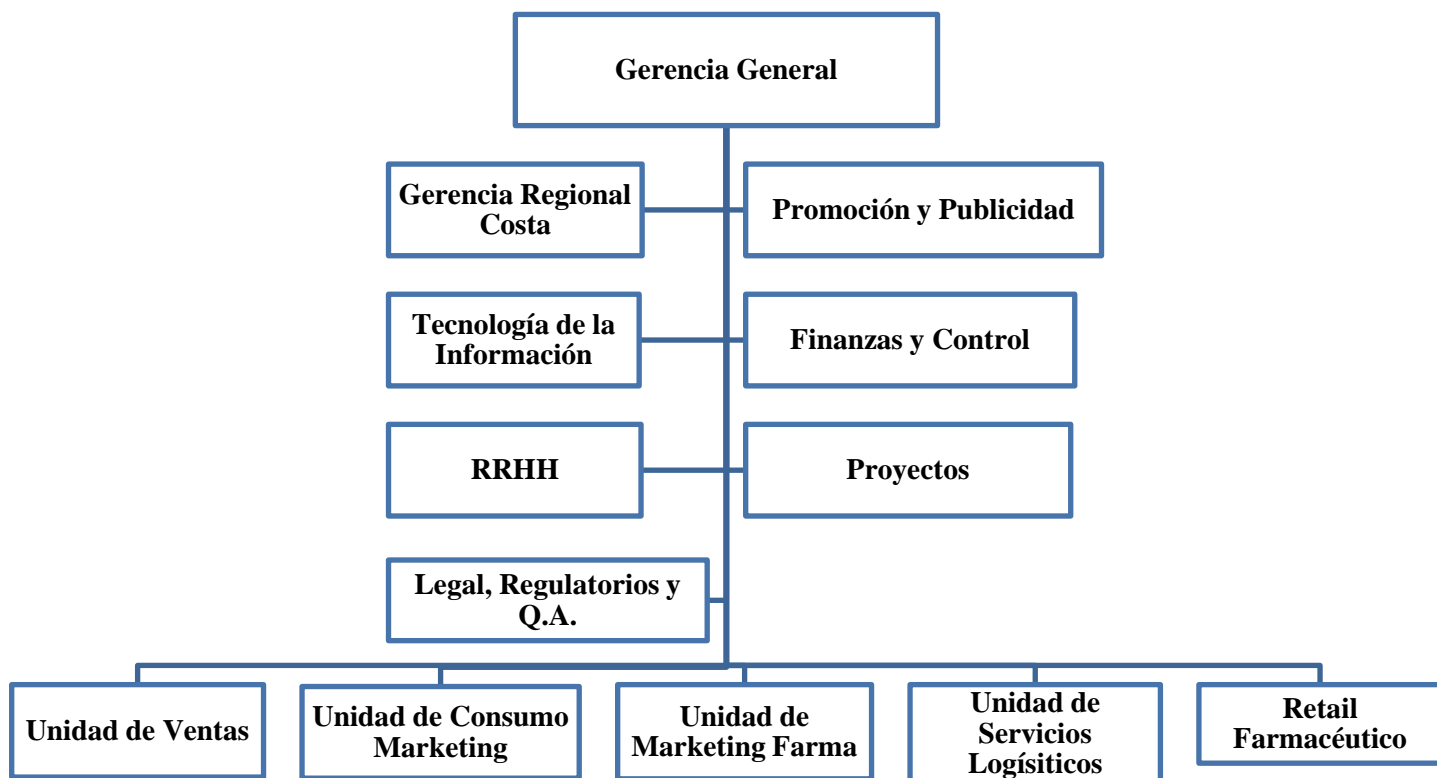 Gerencia General
Gerencia Regional
Costa
Promoción y Publicidad
Tecnología de la
Información
Finanzas y Control
RRHH
Proyectos
Legal, Regulatorios y
Q.A.
Unidad de Ventas
Unidad de Consumo
Marketing
Unidad de
Marketing Farma
Unidad de
Servicios
Logísiticos
Retail
Farmacéutico